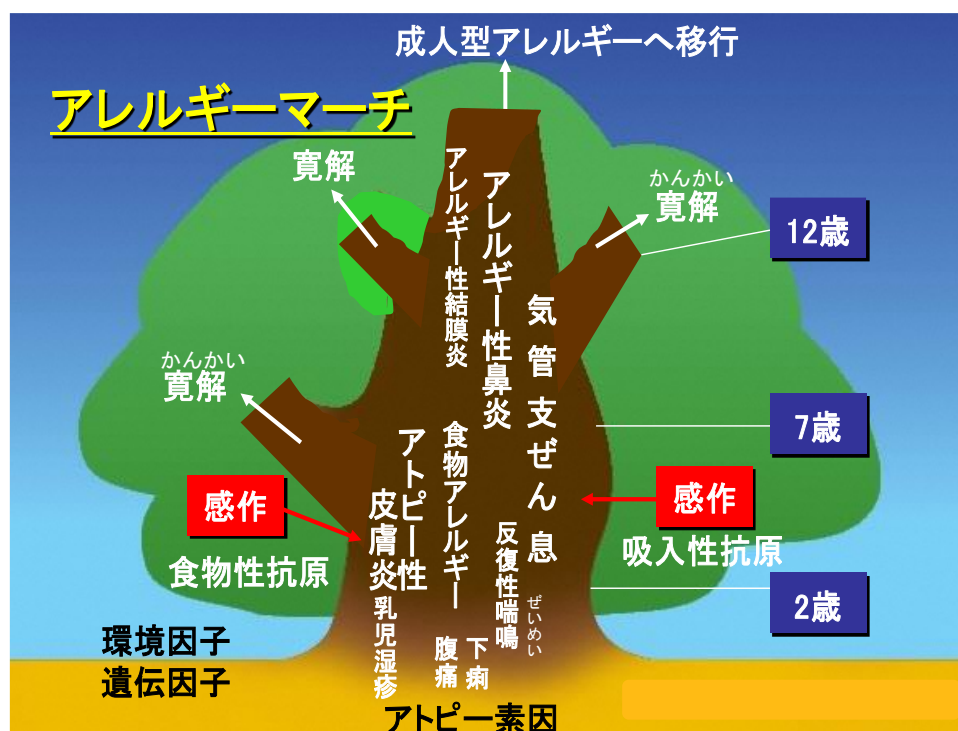 成人型アレルギーへ移行
アレルギーマーチ
寛解
かんかい
寛解
12歳
アレルギー性結膜炎
アレルギー性鼻炎
気管支ぜん息
かんかい
寛解
7歳
アトピー性
皮膚炎
食物アレルギー
感作
食物性抗原
感作
吸入性抗原
反復性喘鳴
ぜいめい
2歳
乳児湿疹
腹痛
下痢
環境因子
遺伝因子
アトピー素因